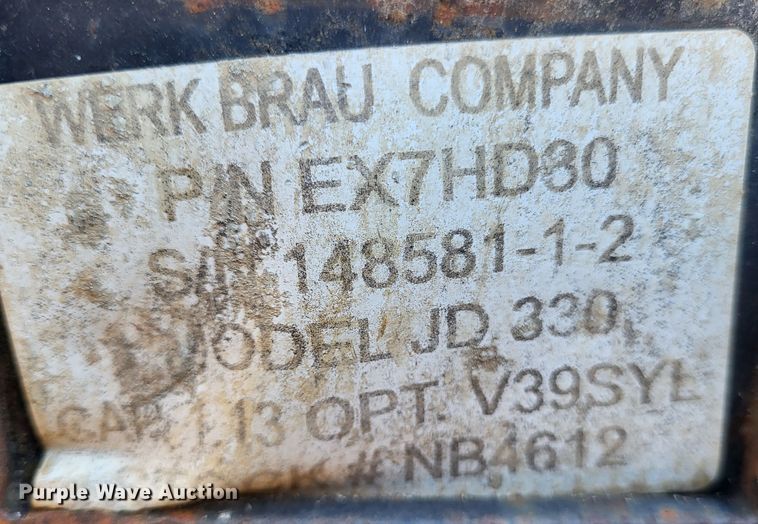 WERK BRAU COMPANY
P/N EX7HD30
S/N 148581-1-2
MODEL JD 330
CAP. 1.13 OPT. V39SYL
# NB4612
Purple Wave Auction